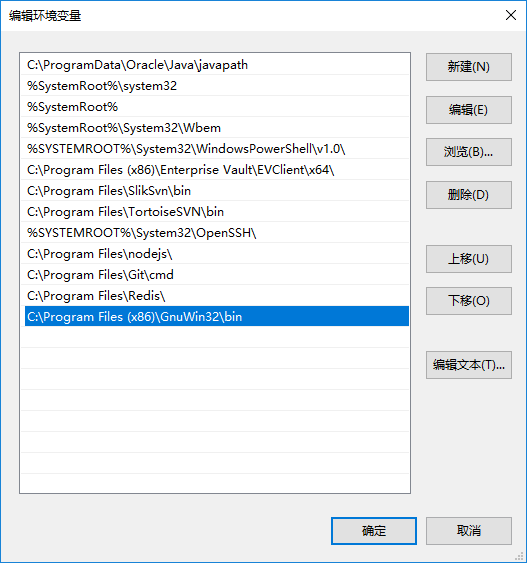 编辑环境变量
C:\ProgramData\Oracle\Java\javapath
%SystemRoot%\system32
%SystemRoot%
%SystemRoot%\System32\Wbem
%SYSTEMROOT%\System32\WindowsPowerShell\v1.0\
C:\Program Files (x86)\Enterprise Vault\EVClient\x64\
C:\Program Files\SlikSvn\bin
C:\Program Files\TortoiseSVN\bin
%SYSTEMROOT%\System32\OpenSSH\
C:\Program Files\nodejs\
C:\Program Files\Git\cmd
C:\Program Files\Redis\
C:\Program Files (x86)\GnuWin32\bin
新建(N)
编辑(E)
浏览(B)...
删除(D)
上移(U)
下移(O)
编辑文本(T)...
确定
取消